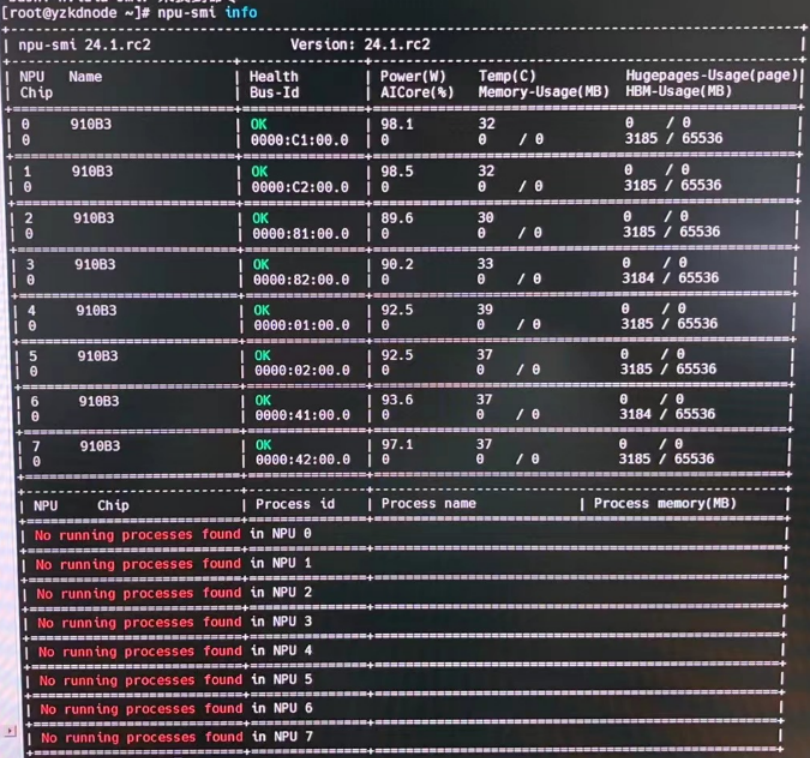 [root@yzkdnode ~]# npu-smi info
npu-smi 24.1.rc2 Version: 24.1.rc2
NPU Name | Health | Power(W) Temp(C) Hugepages-Usage(page)|
Chip | Bus-Id | AICore(%) Memory-Usage(MB) HBM-Usage(MB)
0 910B3 | OK | 98.1 32 0 / 0
0 | 0000:C1:00.0 | 0 0 / 0 3185 / 65536
1 910B3 | OK | 98.5 32 0 / 0
0 | 0000:C2:00.0 | 0 0 / 0 3185 / 65536
2 910B3 | OK | 89.6 30 0 / 0
0 | 0000:81:00.0 | 0 0 / 0 3185 / 65536
3 910B3 | OK | 90.2 33 0 / 0
0 | 0000:82:00.0 | 0 0 / 0 3184 / 65536
4 910B3 | OK | 92.5 39 0 / 0
0 | 0000:01:00.0 | 0 0 / 0 3185 / 65536
5 910B3 | OK | 92.5 37 0 / 0
0 | 0000:02:00.0 | 0 0 / 0 3185 / 65536
6 910B3 | OK | 93.6 37 0 / 0
0 | 0000:41:00.0 | 0 0 / 0 3184 / 65536
7 910B3 | OK | 97.1 37 0 / 0
0 | 0000:42:00.0 | 0 0 / 0 3185 / 65536
NPU Chip | Process id | Process name | Process memory(MB)
No running processes found in NPU 0
No running processes found in NPU 1
No running processes found in NPU 2
No running processes found in NPU 3
No running processes found in NPU 4
No running processes found in NPU 5
No running processes found in NPU 6
No running processes found in NPU 7